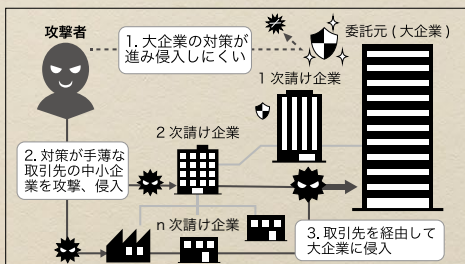 攻撃者
1. 大企業の対策が
進み侵入しにくい
委託元 ( 大企業 )
1 次請け企業
2 次請け企業
2. 対策が手薄な
取引先の中小企
業を攻撃、侵入
n 次請け企業
3. 取引先を経由して
大企業に侵入